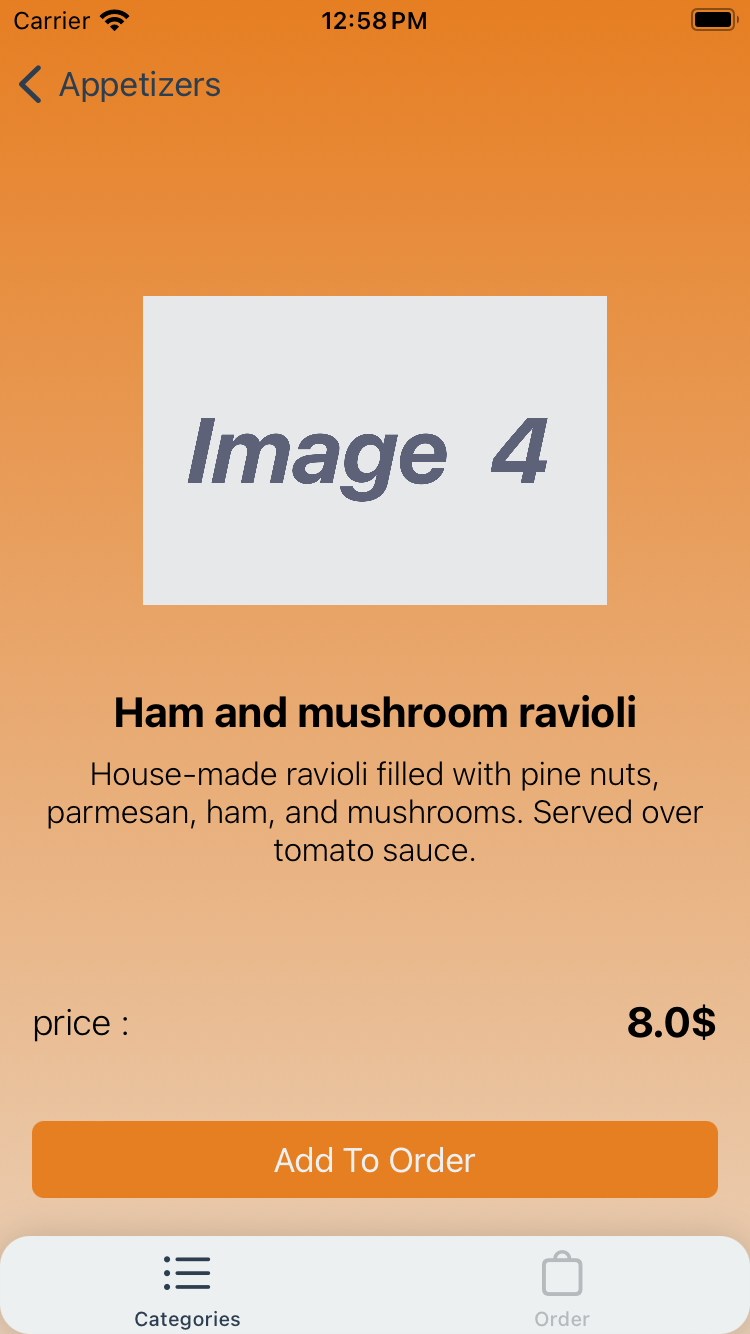 Carrier 12:58 PM
Appetizers
Image 4
Ham and mushroom ravioli
House-made ravioli filled with pine nuts,
parmesan, ham, and mushrooms. Served over
tomato sauce.
price : 8.0$
Add To Order
Categories Order